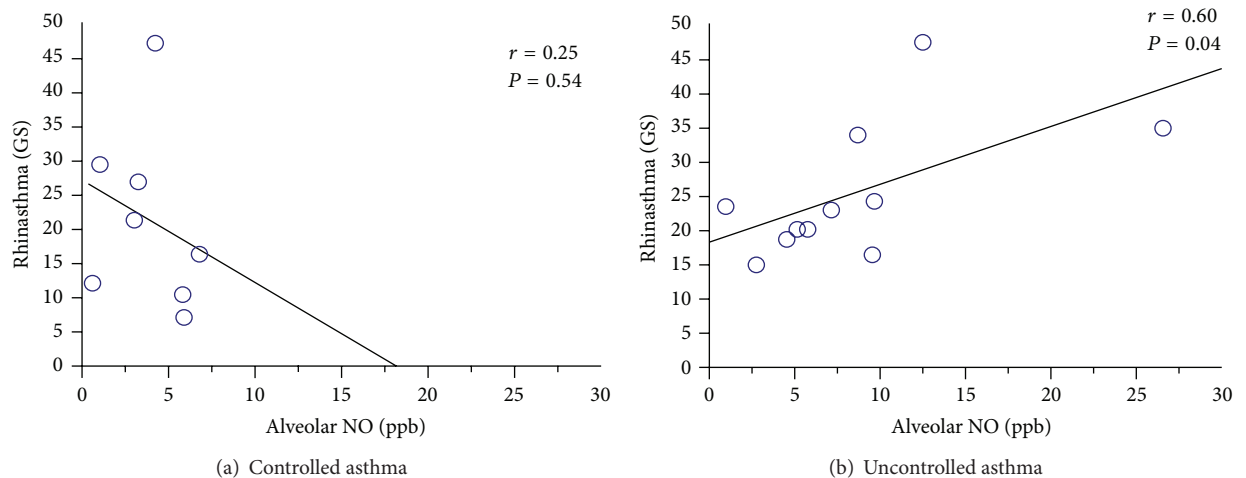 50
45
40
35
30
25
20
15
10
5
0
Rhinasthma (GS)
r = 0.25
P = 0.54
0 5 10 15 20 25 30
Alveolar NO (ppb)
(a) Controlled asthma
50
45
40
35
30
25
20
15
10
5
0
Rhinasthma (GS)
r = 0.60
P = 0.04
0 5 10 15 20 25 30
Alveolar NO (ppb)
(b) Uncontrolled asthma